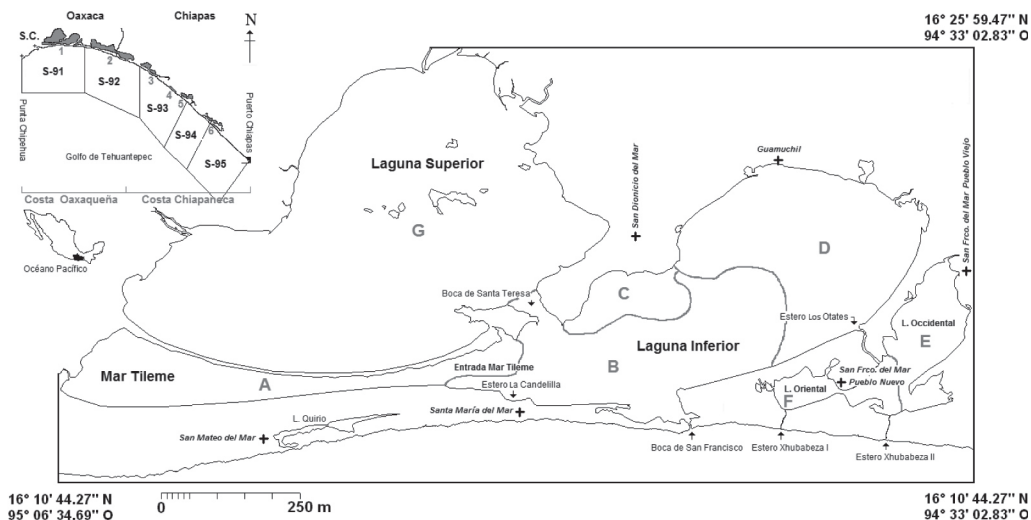 Oaxaca
Chiapas
N
S.C.
1
2
3
4
5
6
S-91
S-92
S-93
S-94
S-95
Punta Chipehua
Puerto Chiapas
Golfo de Tehuantepec
Costa Oaxaqueña
Costa Chiapaneca
Océano Pacífico
16° 25' 59.47" N
94° 33' 02.83" O
Laguna Superior
G
San Dionicio del Mar
Guamuchil
San Frco. del Mar Pueblo Viejo
D
C
Boca de Santa Teresa
Estero Los Otates
L. Occidental
E
Laguna Inferior
B
Mar Tileme
A
Entrada Mar Tileme
Estero La Candelilla
San Frco. del Mar
Pueblo Nuevo
L. Oriental
F
Santa María del Mar
L. Quirio
San Mateo del Mar
Boca de San Francisco
Estero Xhubabeza I
Estero Xhubabeza II
16° 10' 44.27" N
95° 06' 34.69" O
0 250 m
16° 10' 44.27" N
94° 33' 02.83" O